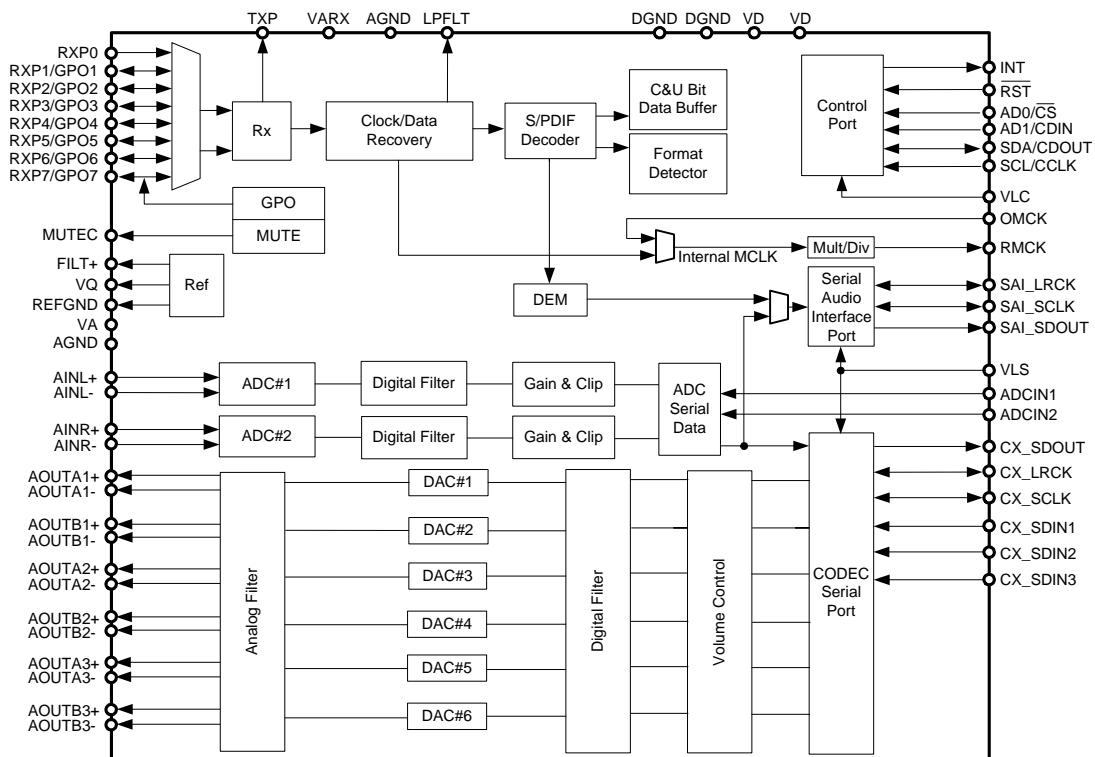 TXP
VARX
AGND
LPFLT
DGND
DGND
VD
VD
RXP0
RXP1/GPO1
RXP2/GPO2
RXP3/GPO3
RXP4/GPO4
RXP5/GPO5
RXP6/GPO6
RXP7/GPO7
MUTEC
FILT+
VQ
REFGND
VA
AGND
AINL+
AINL-
AINR+
AINR-
AOUTA1+
AOUTA1-
AOUTB1+
AOUTB1-
AOUTA2+
AOUTA2-
AOUTB2+
AOUTB2-
AOUTA3+
AOUTA3-
AOUTB3+
AOUTB3-
Rx
Clock/Data
Recovery
S/PDIF
Decoder
C&U Bit
Data Buffer
Format
Detector
GPO
MUTE
Ref
Internal MCLK
Mult/Div
DEM
Serial
Audio
Interface
Port
Control
Port
ADC#1
Digital Filter
Gain & Clip
ADC#2
Digital Filter
Gain & Clip
ADC
Serial
Data
Analog Filter
DAC#1
DAC#2
DAC#3
DAC#4
DAC#5
DAC#6
Digital Filter
Volume Control
CODEC
Serial
Port
INT
RST
AD0/CS
AD1/CDIN
SDA/CDOUT
SCL/CCLK
VLC
OMCK
RMCK
SAI_LRCK
SAI_SCLK
SAI_SDOUT
VLS
ADCIN1
ADCIN2
CX_SDOUT
CX_LRCK
CX_SCLK
CX_SDIN1
CX_SDIN2
CX_SDIN3